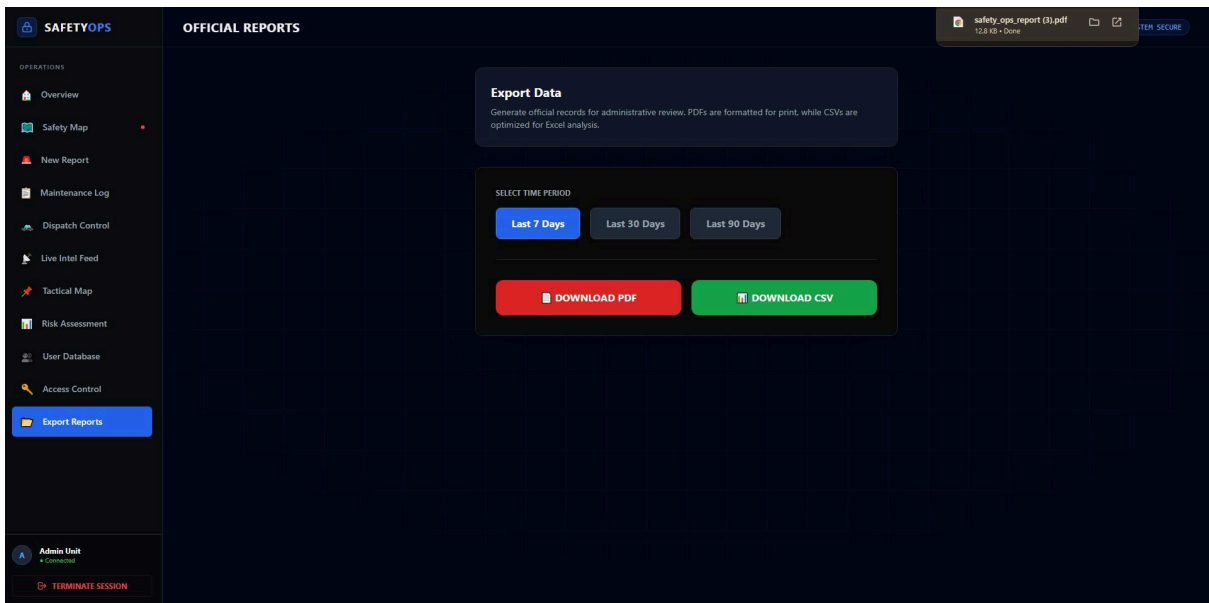 SAFETYOPS
OPERATIONS
Overview
Safety Map
New Report
Maintenance Log
Dispatch Control
Live Intel Feed
Tactical Map
Risk Assessment
User Database
Access Control
Export Reports
A
Admin Unit
• Connected
TERMINATE SESSION
OFFICIAL REPORTS
safety_ops_report (3).pdf
12.8 KB • Done
TEM SECURE
Export Data
Generate official records for administrative review. PDFs are formatted for print, while CSVs are
optimized for Excel analysis.
SELECT TIME PERIOD
Last 7 Days
Last 30 Days
Last 90 Days
DOWNLOAD PDF
DOWNLOAD CSV